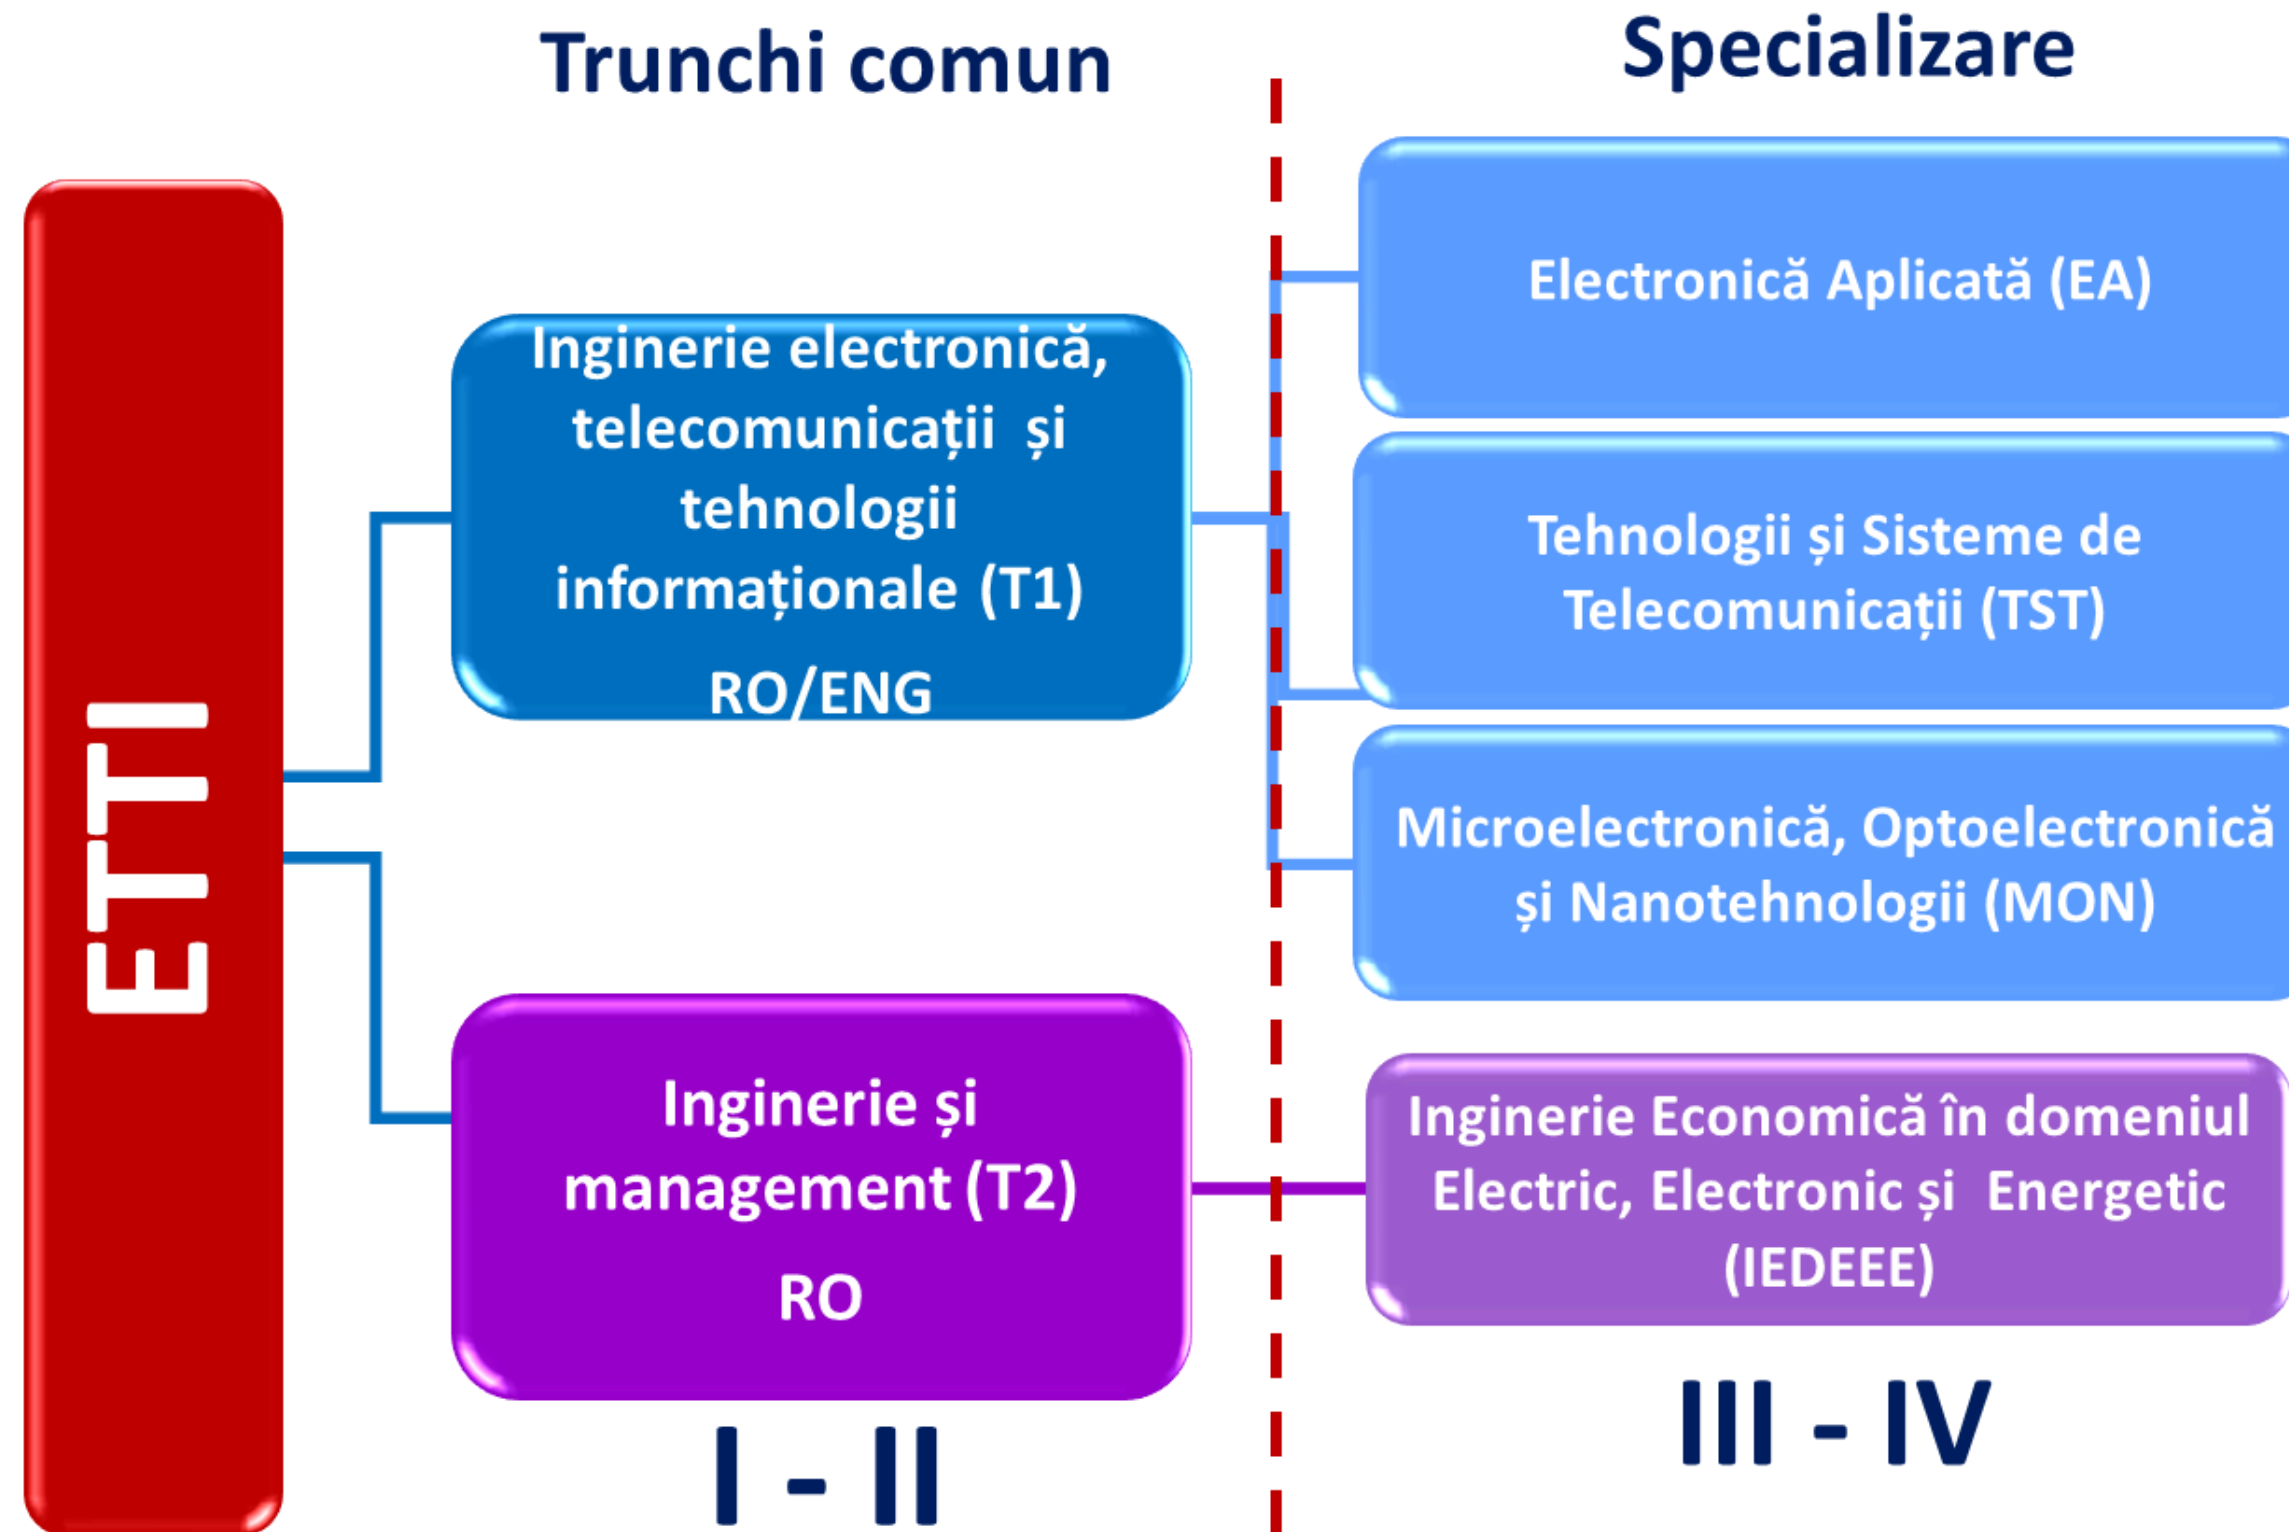 Trunchi comun
Specializare
ETTI
Inginerie electronică,
telecomunicații și
tehnologii
informaționale (T1)
RO/ENG
Inginerie și
management (T2)
RO
I - II
Electronică Aplicată (EA)
Tehnologii și Sisteme de
Telecomunicații (TST)
Microelectronică, Optoelectronică
și Nanotehnologii (MON)
Inginerie Economică în domeniul
Electric, Electronic și Energetic
(IEDEEE)
III - IV